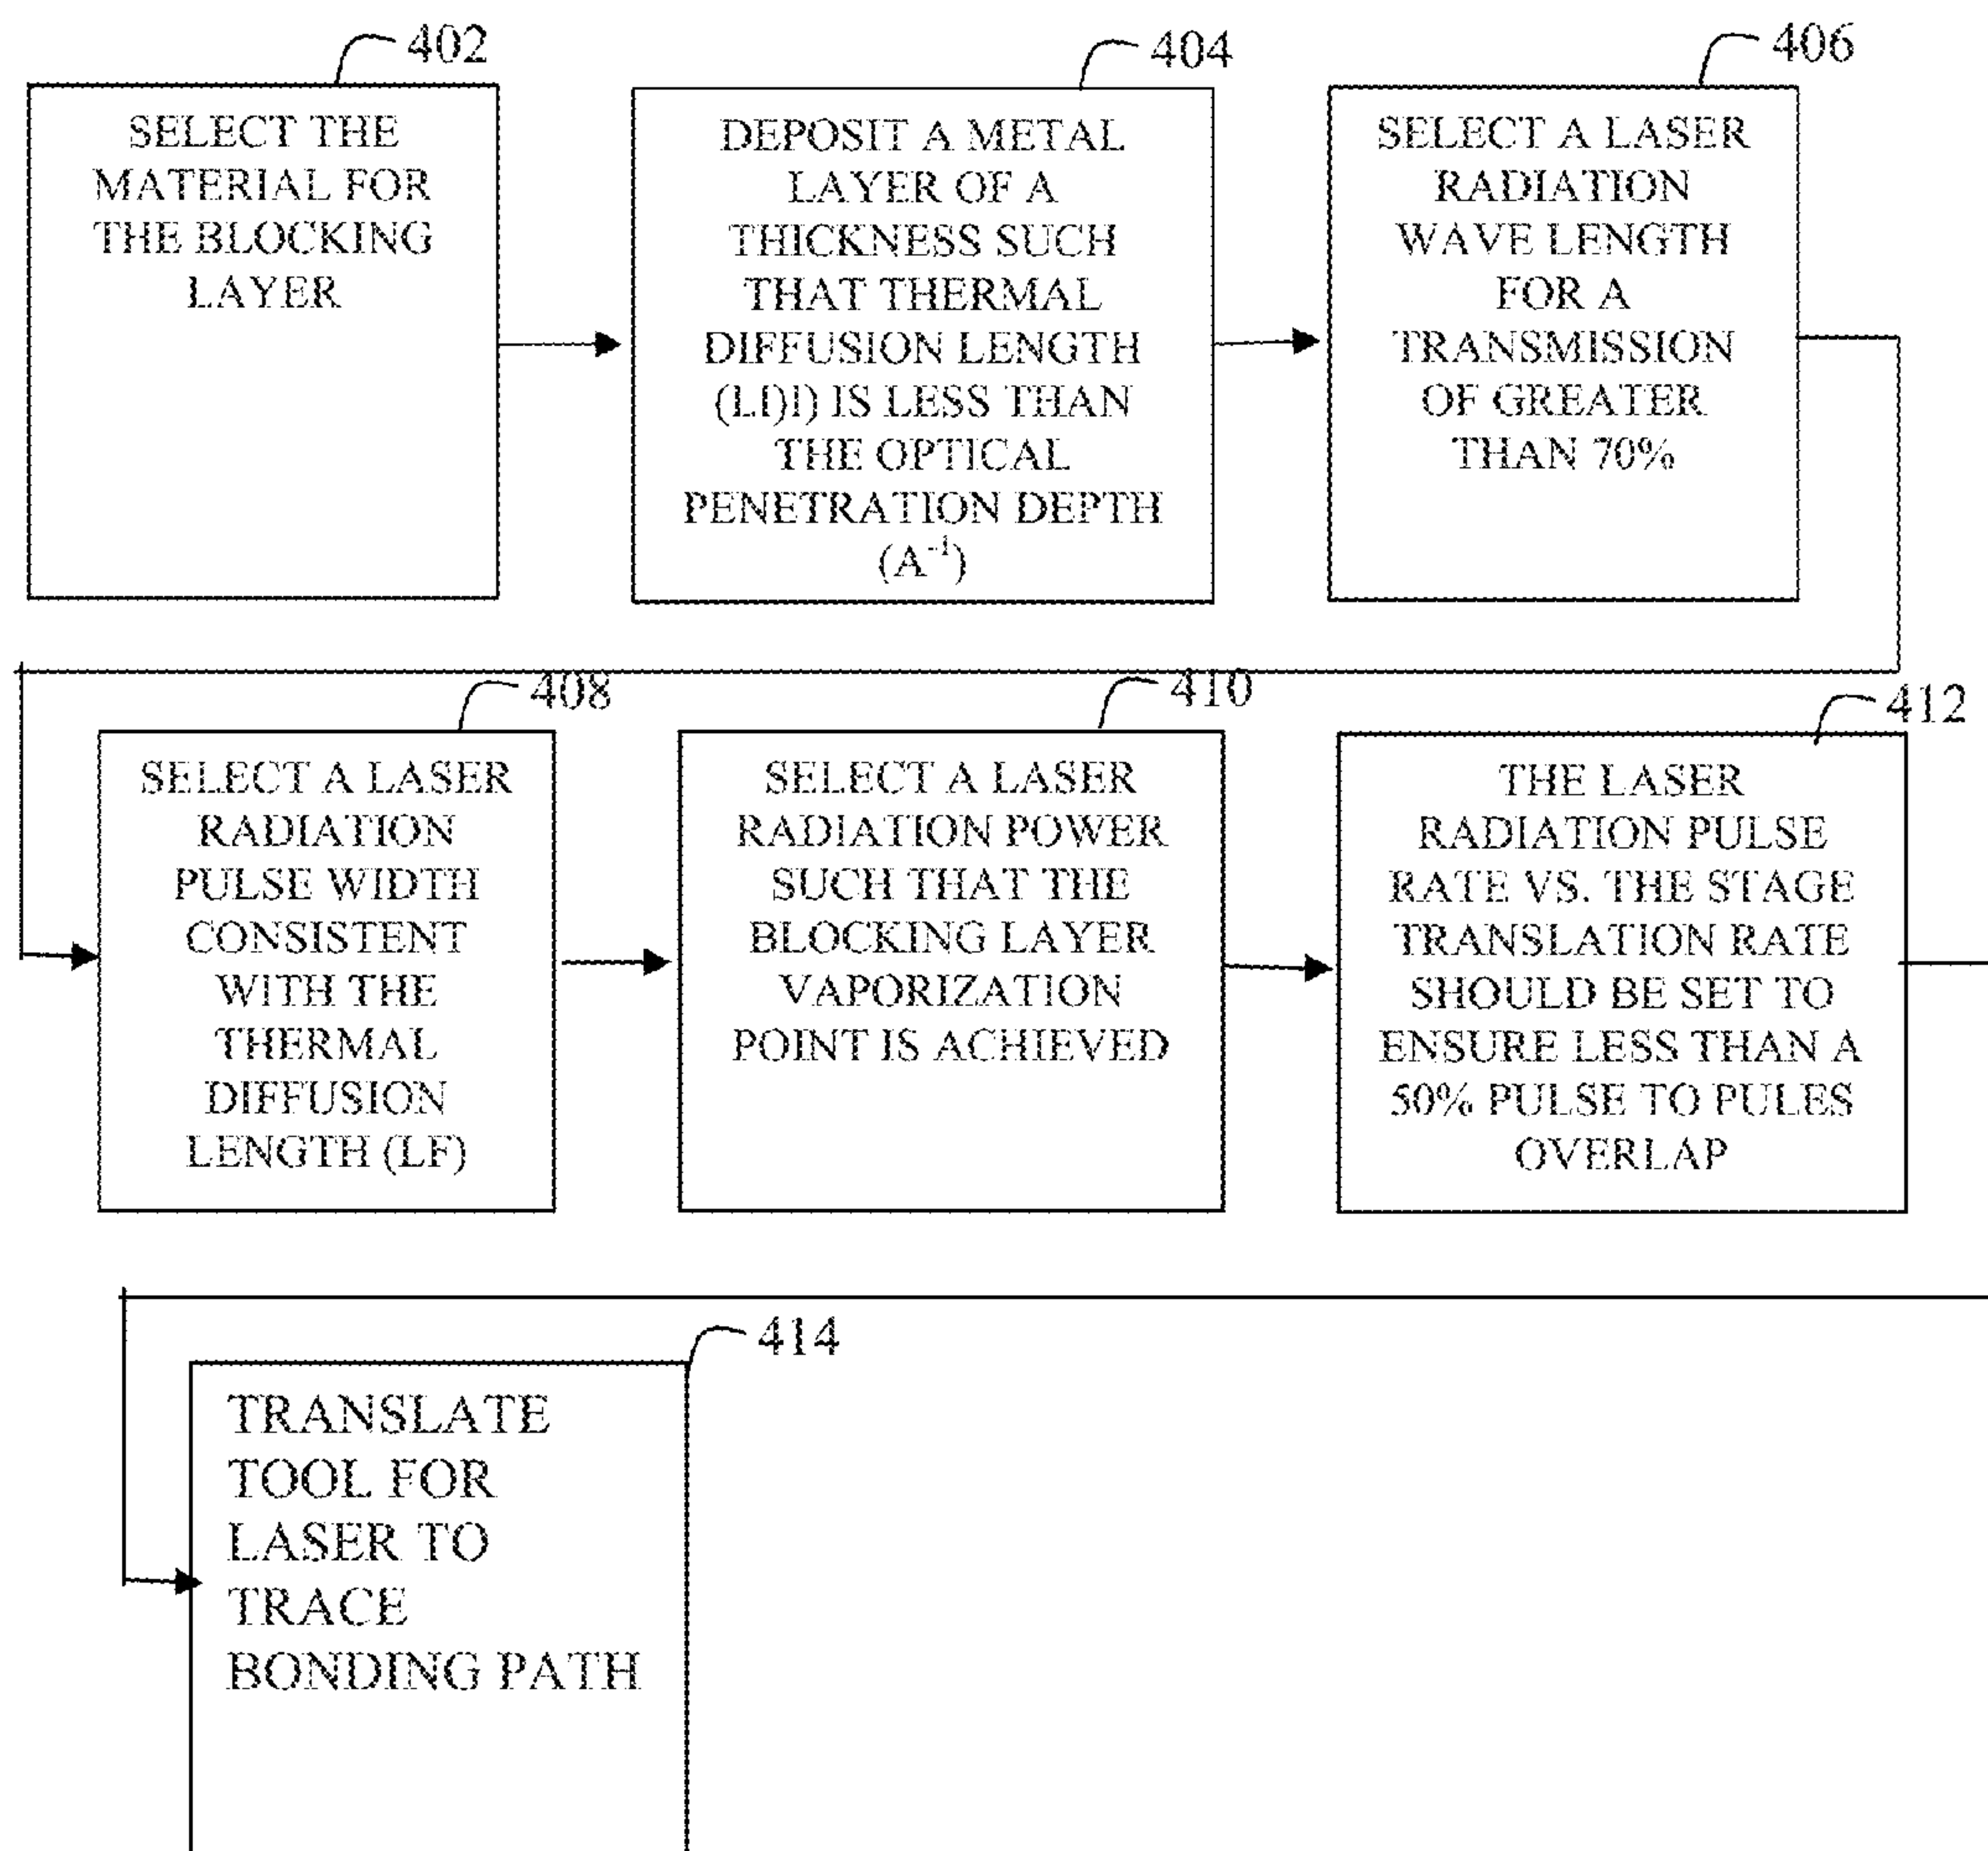 402
SELECT THE
MATERIAL FOR
THE BLOCKING
LAYER
404
DEPOSIT A METAL
LAYER OF A
THICKNESS SUCH
THAT THERMAL
DIFFUSION LENGTH
IS LESS THAN
THE OPTICAL
PENETRATION DEPTH
(A⁻¹)
406
SELECT A LASER
RADIATION
WAVE LENGTH
FOR A
TRANSMISSION
OF GREATER
THAN 70%
408
SELECT A LASER
RADIATION
PULSE WIDTH
CONSISTENT
WITH THE
THERMAL
DIFFUSION
LENGTH (LF)
410
SELECT A LASER
RADIATION POWER
SUCH THAT THE
BLOCKING LAYER
VAPORIZATION
POINT IS ACHIEVED
412
THE LASER
RADIATION PULSE
RATE VS. THE STAGE
TRANSLATION RATE
SHOULD BE SET TO
ENSURE LESS THAN A
50% PULSE TO PULES
OVERLAP
414
TRANSLATE
TOOL FOR
LASER TO
TRACE
BONDING PATH